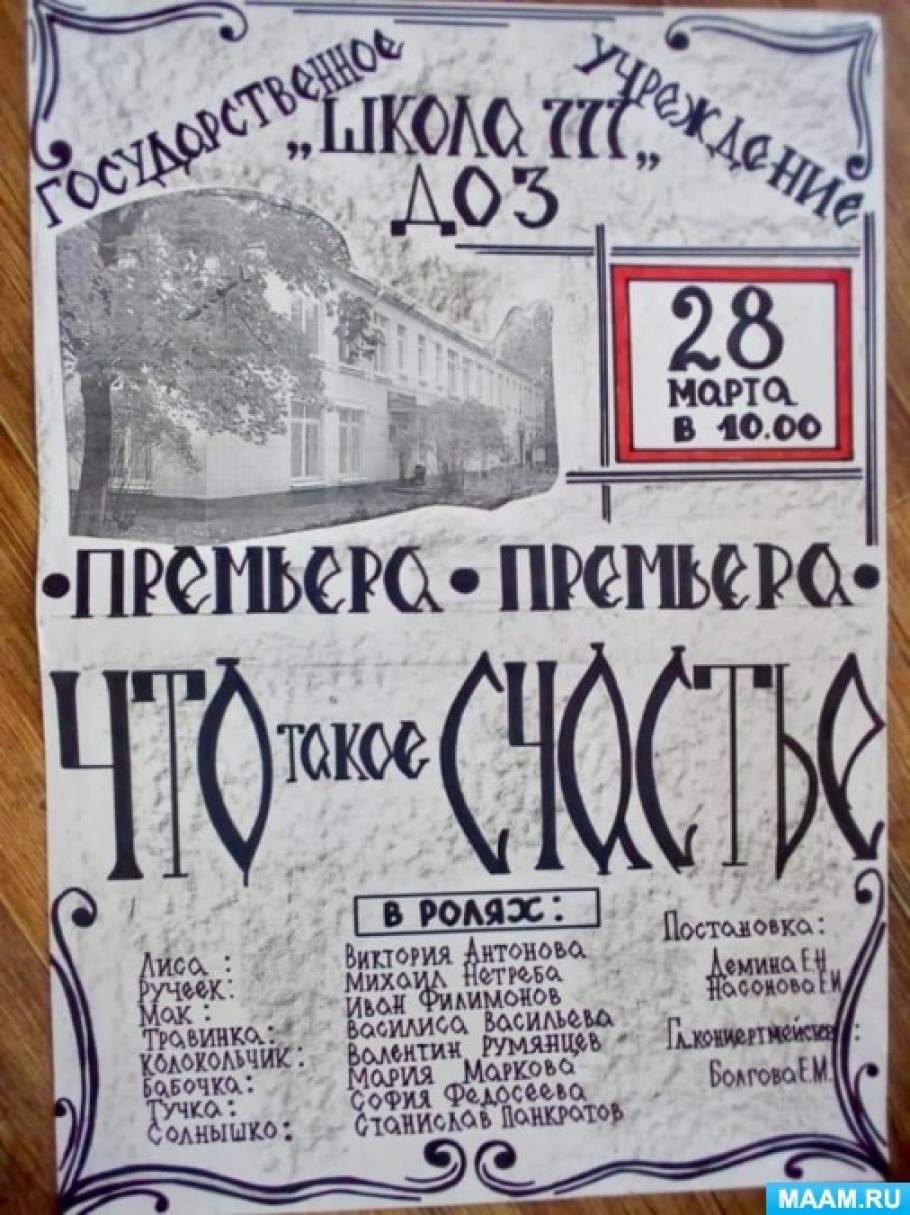 ГОСУДАРСТВЕННОЕ УЧРЕЖДЕНИЕ
„ШКОЛА 777„
ДОЗ
28
МАРТА
В 10.00
•ПРЕМЬЕРА•ПРЕМЬЕРА•
ЧТО такое СЧАСТЬЕ
В РОЛЯХ:
Лиса: Виктория Антонова
Ручеек: Михаил Нетреба
Мак: Иван Филимонов
Травинка: Василиса Васильева
Колокольчик: Валентин Румянцев
Бабочка: Мария Маркова
Тучка: София Федосеева
Солнышко: Станислав Панкратов
Постановка:
Демина Е.Н
Насонова Е.И
Гл.концертмейстер:
Болгова Е.М.
MAAM.RU